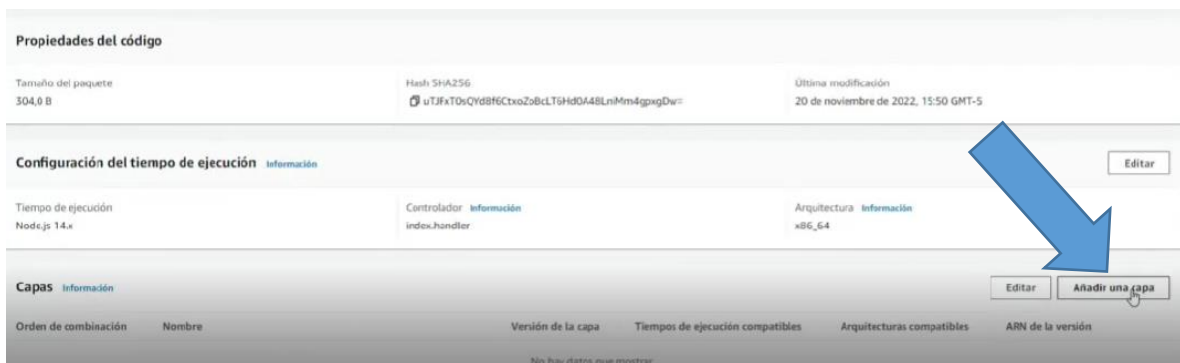 Propiedades del código
Tamaño del paquete Hash SHA256 Última modificación
304,0 B 20 de noviembre de 2022, 15:50 GMT-5
Configuración del tiempo de ejecución Información Editar
Tiempo de ejecución Controlador Información Arquitectura Información
Node.js 14.x index.handler x86_64
Capas Información Editar Añadir una capa
Orden de combinación Nombre Versión de la capa Tiempos de ejecución compatibles Arquitecturas compatibles ARN de la versión
No hay datos que mostrar